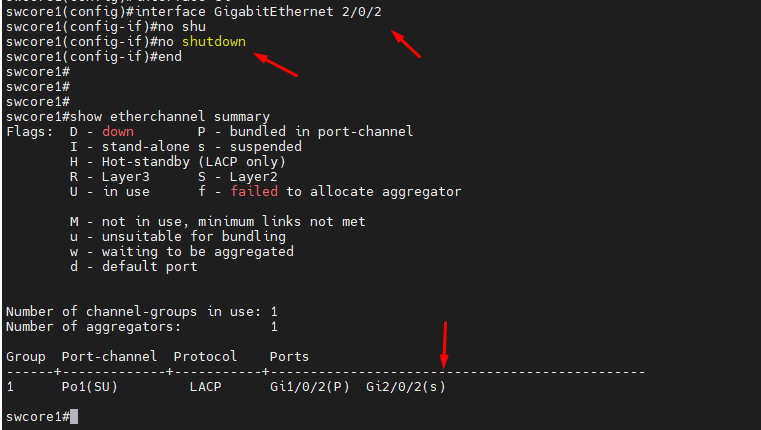 swcore1(config)#interface GigabitEthernet 2/0/2
swcore1(config-if)#no shu
swcore1(config-if)#no shutdown
swcore1(config-if)#end
swcore1#
swcore1#
swcore1#
swcore1#show etherchannel summary
Flags:  D - down        P - bundled in port-channel
        I - stand-alone s - suspended
        H - Hot-standby (LACP only)
        R - Layer3      S - Layer2
        U - in use      f - failed to allocate aggregator
        M - not in use, minimum links not met
        u - unsuitable for bundling
        w - waiting to be aggregated
        d - default port
Number of channel-groups in use: 1
Number of aggregators:           1
Group  Port-channel  Protocol    Ports
------+-------------+-----------+-----------------------------------------------
1      Po1(SU)         LACP      Gi1/0/2(P)  Gi2/0/2(s)
swcore1#